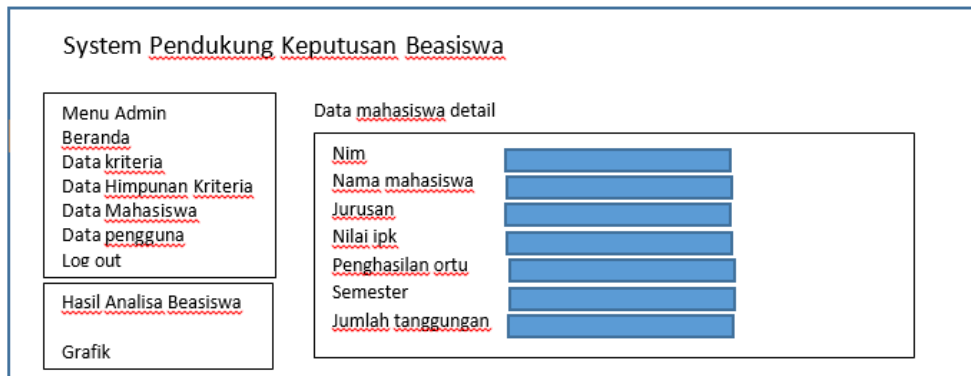 System Pendukung Keputusan Beasiswa
Menu Admin
Beranda
Data kriteria
Data Himpunan Kriteria
Data Mahasiswa
Data pengguna
Log out
Hasil Analisa Beasiswa
Grafik
Data mahasiswa detail
Nim
Nama mahasiswa
Jurusan
Nilai ipk
Penghasilan ortu
Semester
Jumlah tanggungan